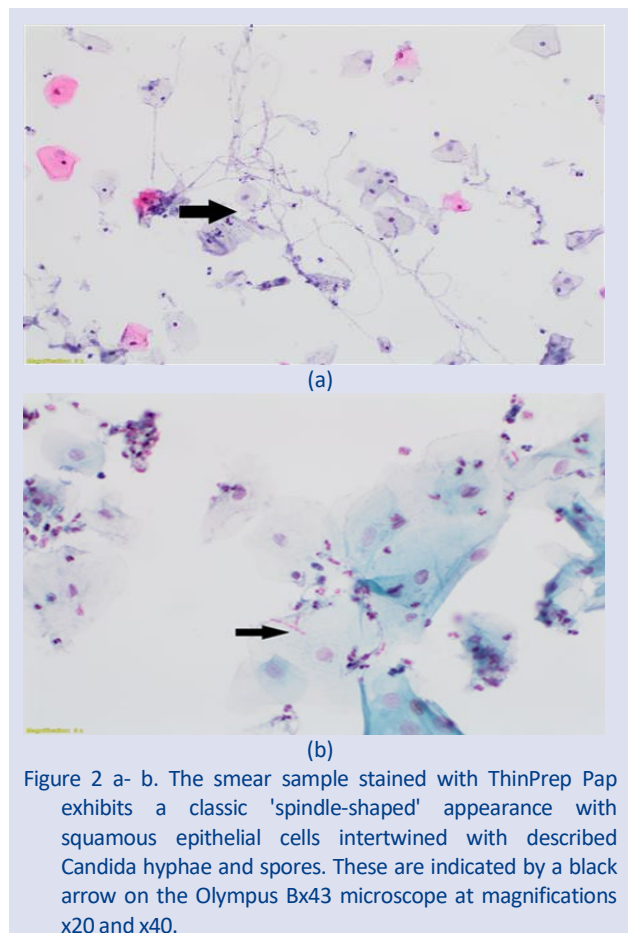 (a)
(b)
Figure 2 a- b. The smear sample stained with ThinPrep Pap
exhibits a classic 'spindle-shaped' appearance with
squamous epithelial cells intertwined with described
Candida hyphae and spores. These are indicated by a black
arrow on the Olympus Bx43 microscope at magnifications
x20 and x40.